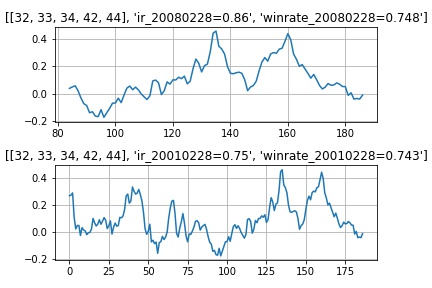 [[32, 33, 34, 42, 44], 'ir_20080228=0.86', 'winrate_20080228=0.748']
0.4
0.2
0.0
−0.2
80 100 120 140 160 180
[[32, 33, 34, 42, 44], 'ir_20010228=0.75', 'winrate_20010228=0.743']
0.4
0.2
0.0
−0.2
0 25 50 75 100 125 150 175